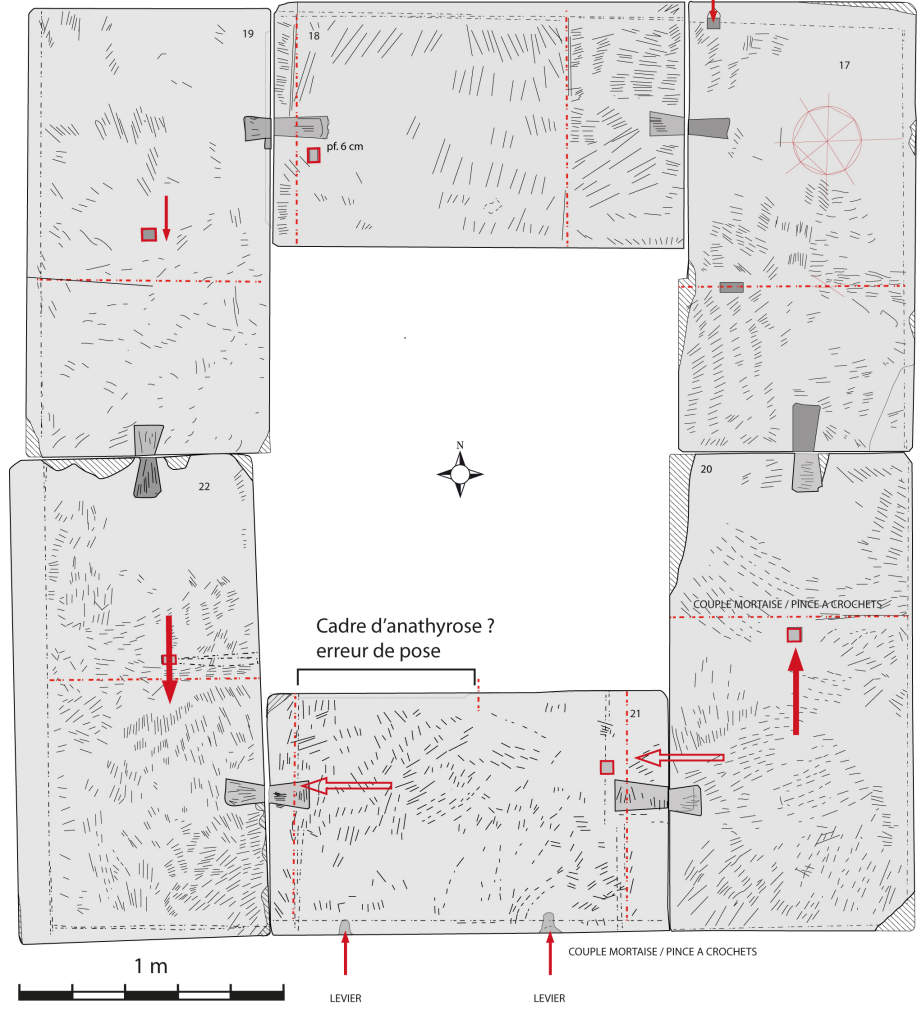 19
18
17
pf. 6 cm
N
22
20
COUPLE MORTAISE / PINCE A CROCHETS
Cadre d'anathyrose ?
erreur de pose
21
COUPLE MORTAISE / PINCE A CROCHETS
1 m
LEVIER
LEVIER